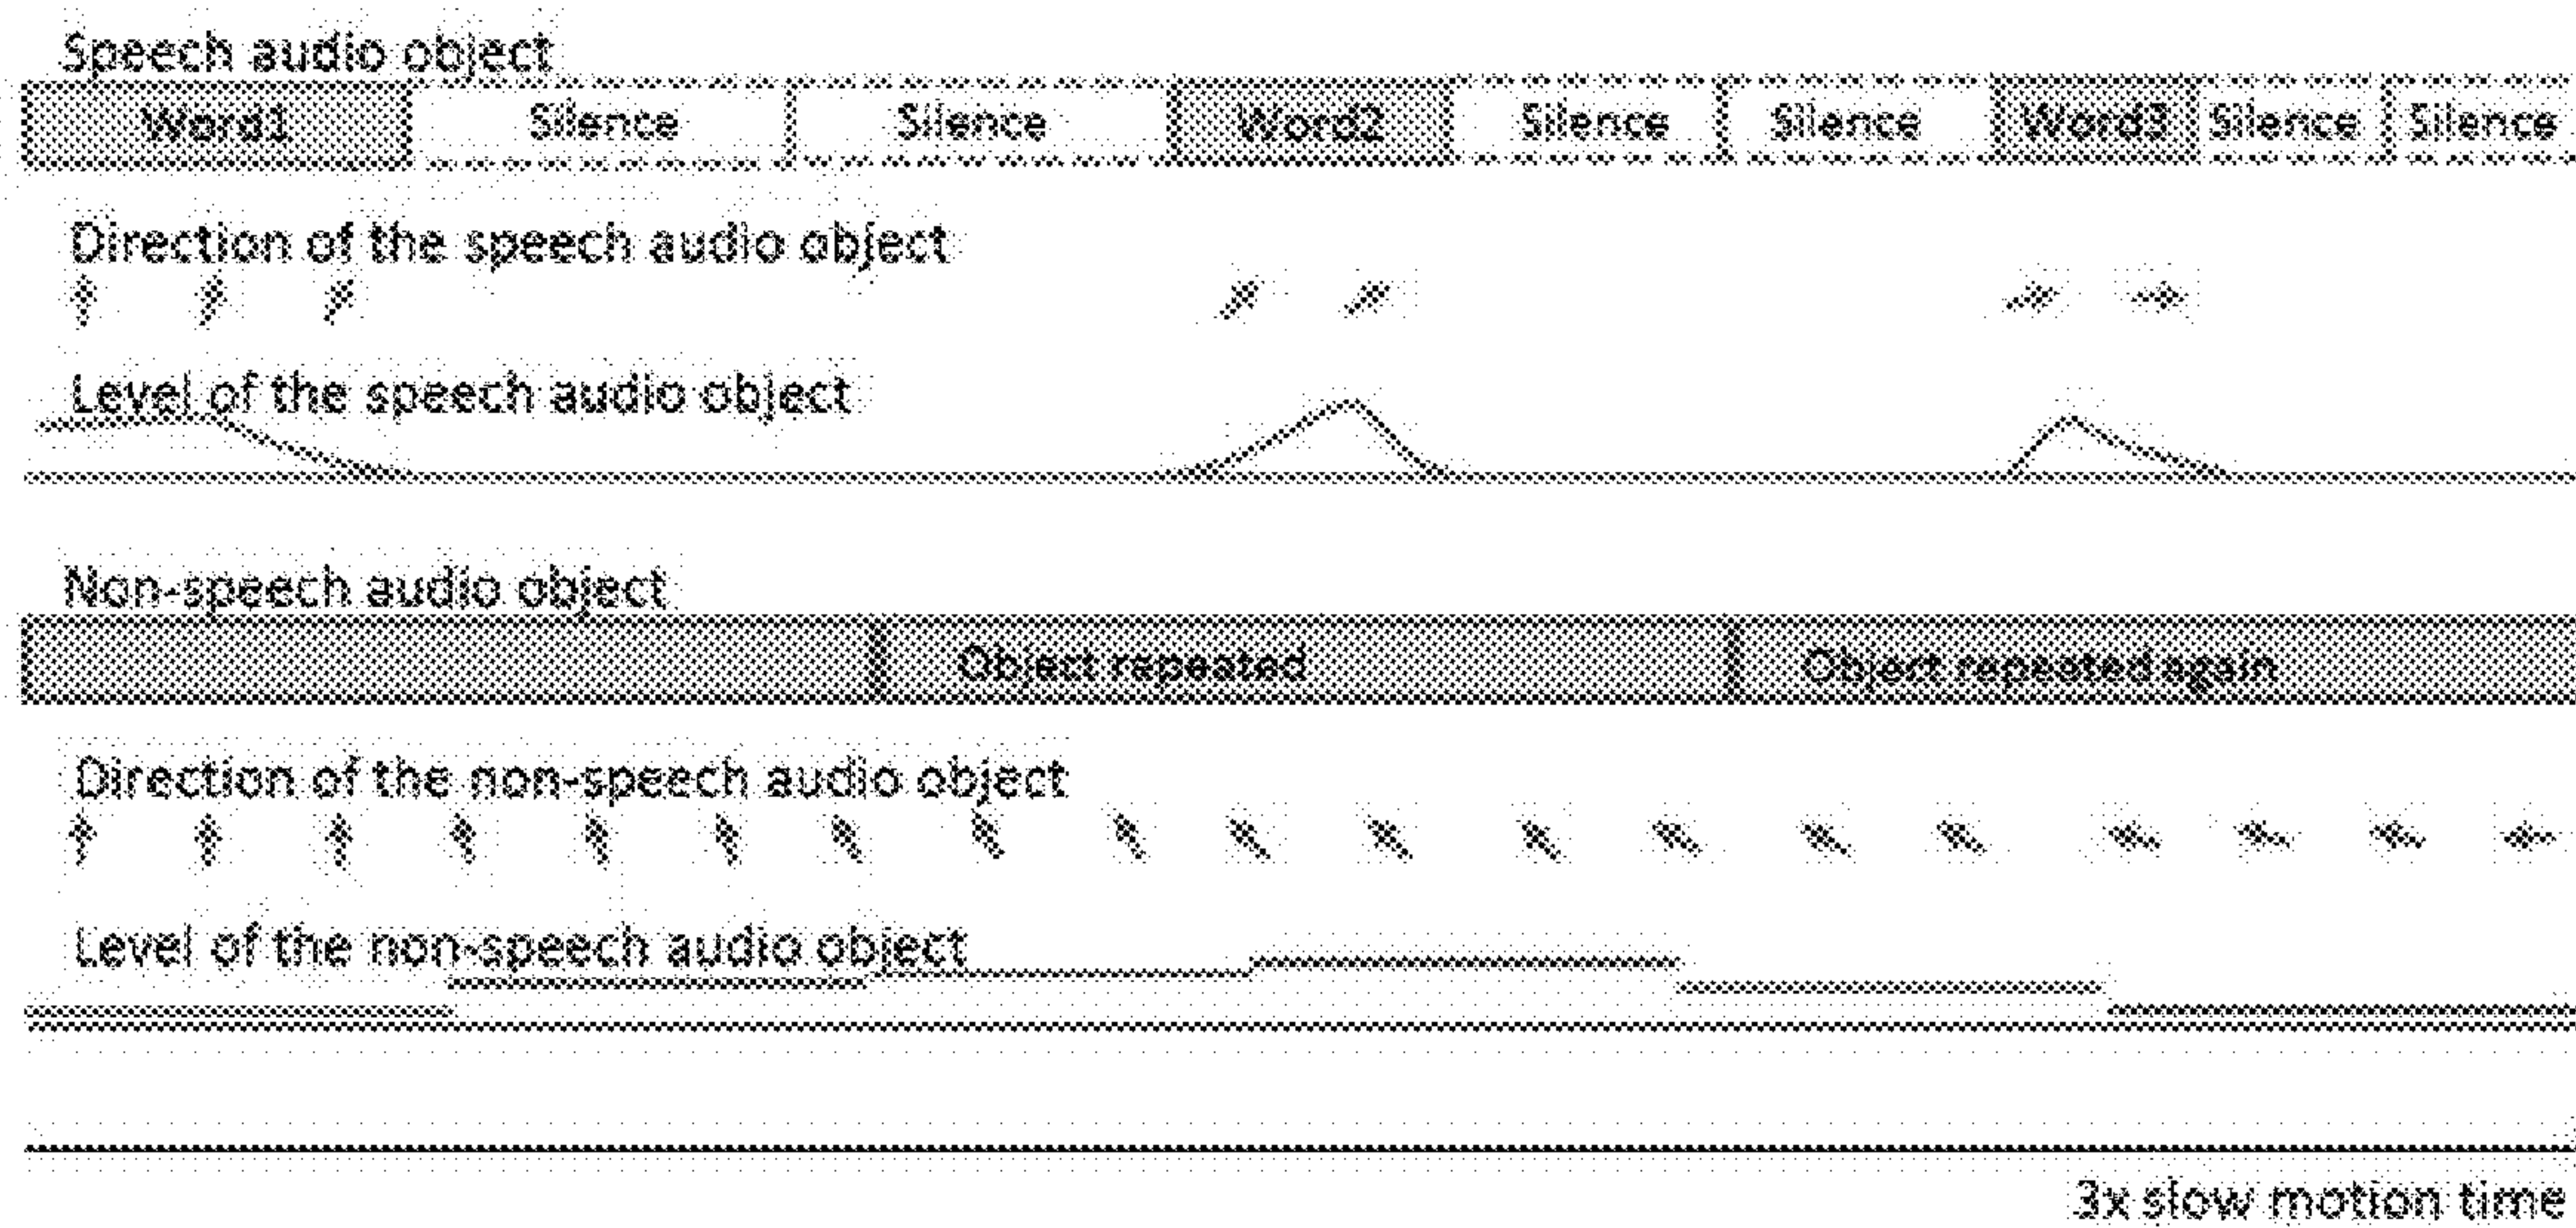 Speech audio object
Word1 Silence Silence Word2 Silence Silence Word3 Silence Silence
Direction of the speech audio object
Level of the speech audio object
Non-speech audio object
Object repeated Object repeated again
Direction of the non-speech audio object
Level of the non-speech audio object
3x slow motion time